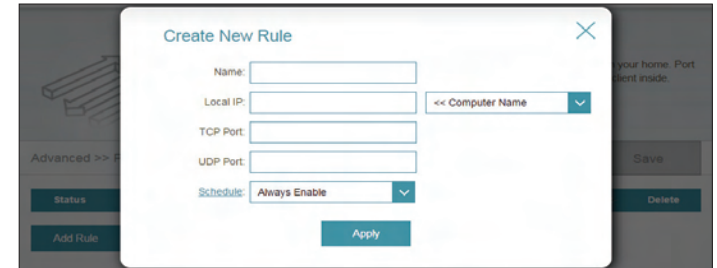 Create New Rule
your home. Port
client inside.
Name:
Local IP:
<< Computer Name
TCP Port:
UDP Port:
Schedule:
Always Enable
Apply
Advanced >>
Save
Status
Delete
Add Rule